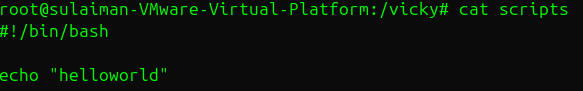 root@sulaiman-VMware-Virtual-Platform:/vicky# cat scripts
#!/bin/bash
echo "helloworld"